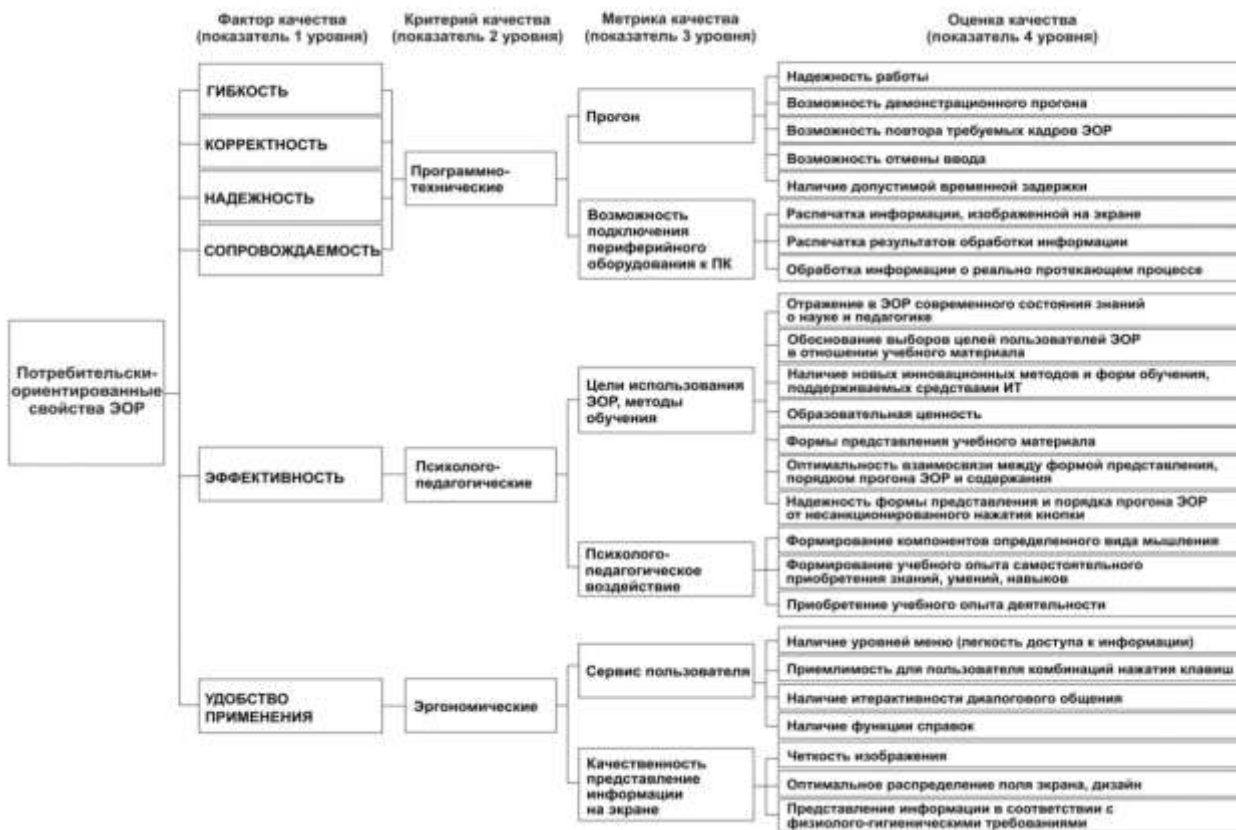 Фактор качества
(показатель 1 уровня)
Критерий качества
(показатель 2 уровня)
Метрика качества
(показатель 3 уровня)
Оценка качества
(показатель 4 уровня)
Потребительски-
ориентированные
свойства ЭОР
ГИБКОСТЬ
КОРРЕКТНОСТЬ
НАДЕЖНОСТЬ
СОПРОВОЖДАЕМОСТЬ
Программно-
технические
Прогон
Надежность работы
Возможность демонстрационного прогона
Возможность повтора требуемых кадров ЭОР
Возможность отмены ввода
Наличие допустимой временной задержки
Возможность
подключения
периферийного
оборудования к ПК
Распечатка информации, изображенной на экране
Распечатка результатов обработки информации
Обработка информации о реально протекающем процессе
ЭФФЕКТИВНОСТЬ
Психолого-
педагогические
Цели использования
ЭОР, методы
обучения
Отражение в ЭОР современного состояния знаний
о науке и педагогике
Обоснование выборов целей пользователей ЭОР
в отношении учебного материала
Наличие новых инновационных методов и форм обучения,
поддерживаемых средствами ИТ
Образовательная ценность
Формы представления учебного материала
Оптимальность взаимосвязи между формой представления,
порядком прогона ЭОР и содержания
Надежность формы представления и порядка прогона ЭОР
от несанкционированного нажатия кнопки
Психолого-
педагогическое
воздействие
Формирование компонентов определенного вида мышления
Формирование учебного опыта самостоятельного
приобретения знаний, умений, навыков
Приобретение учебного опыта деятельности
УДОБСТВО
ПРИМЕНЕНИЯ
Эргономические
Сервис пользователя
Наличие уровней меню (легкость доступа к информации)
Приемлимость для пользователя комбинаций нажатия клавиш
Наличие итерактивности диалогового общения
Наличие функции справок
Качественность
представление
информации
на экране
Четкость изображения
Оптимальное распределение поля экрана, дизайн
Представление информации в соответствии с
физиолого-гигиеническими требованиями